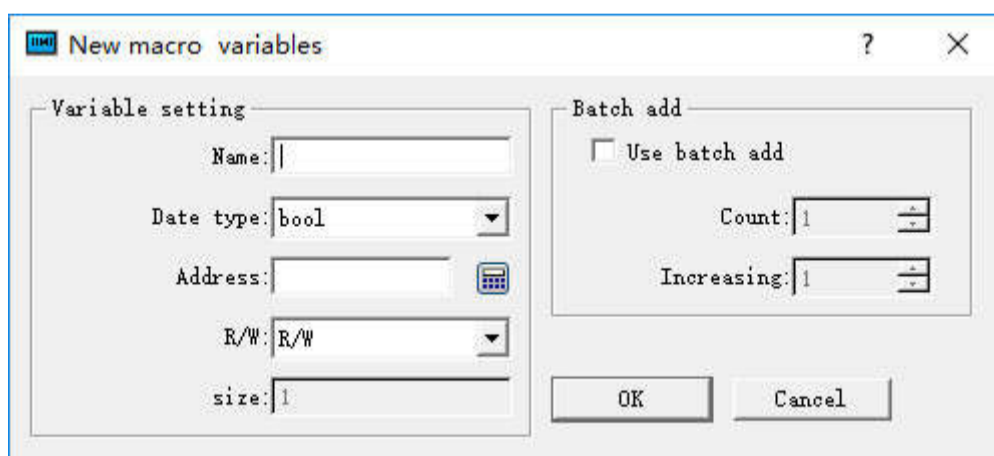 New macro variables
?
Variable setting
Name:
Date type: bool
Address:
R/W: R/W
size: 1
Batch add
Use batch add
Count: 1
Increasing: 1
OK
Cancel